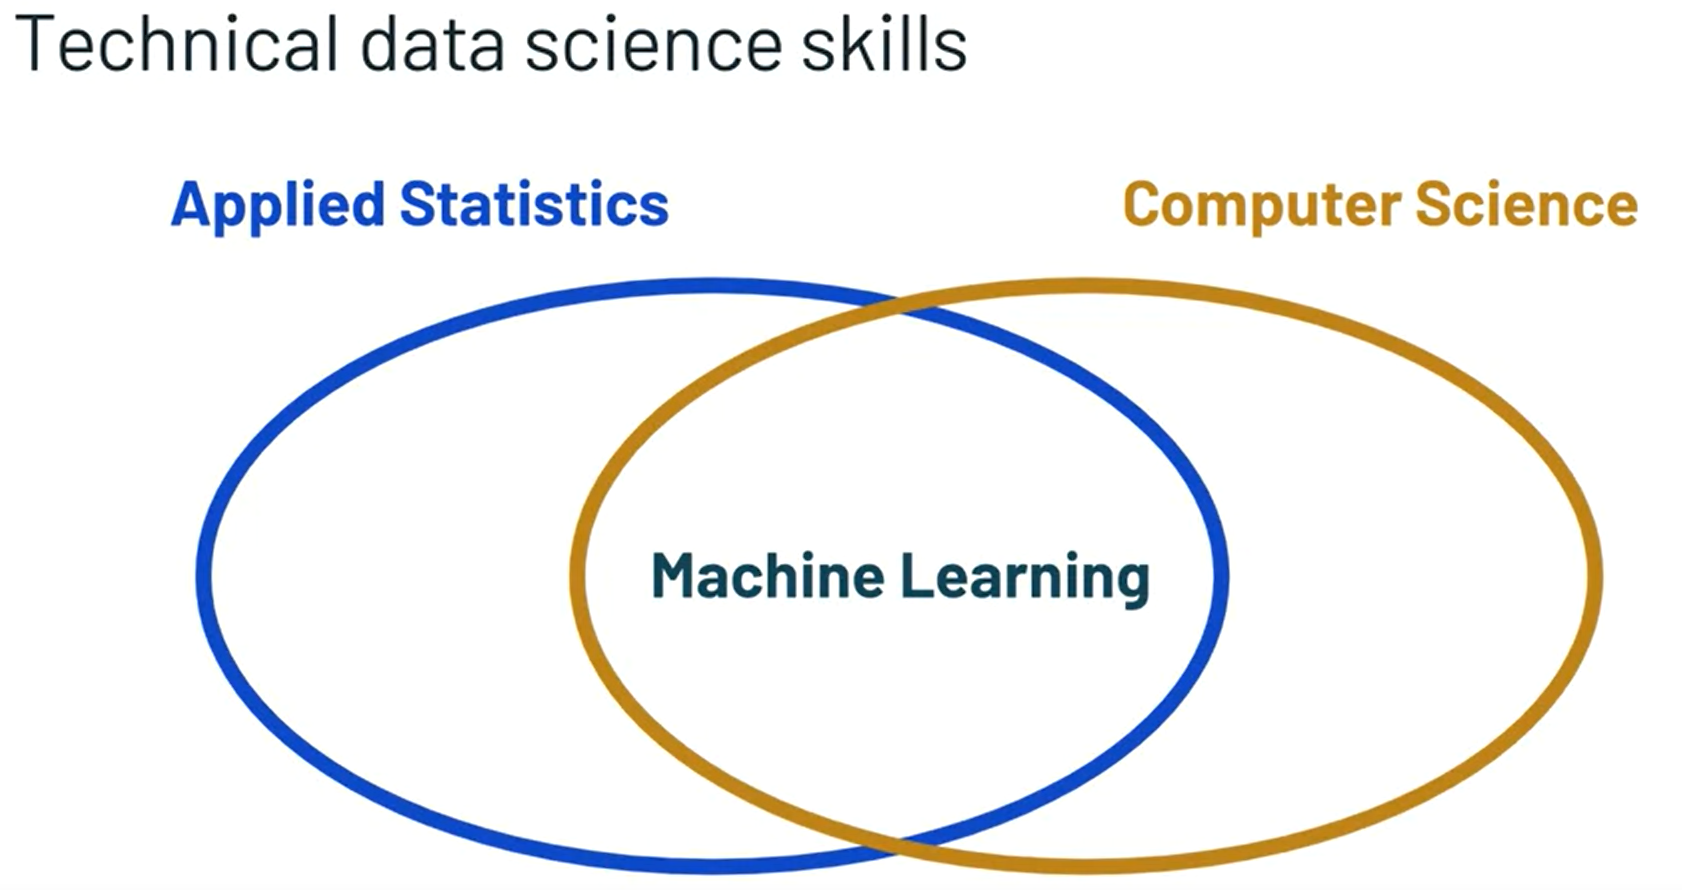 Technical data science skills
Applied Statistics
Computer Science
Machine Learning